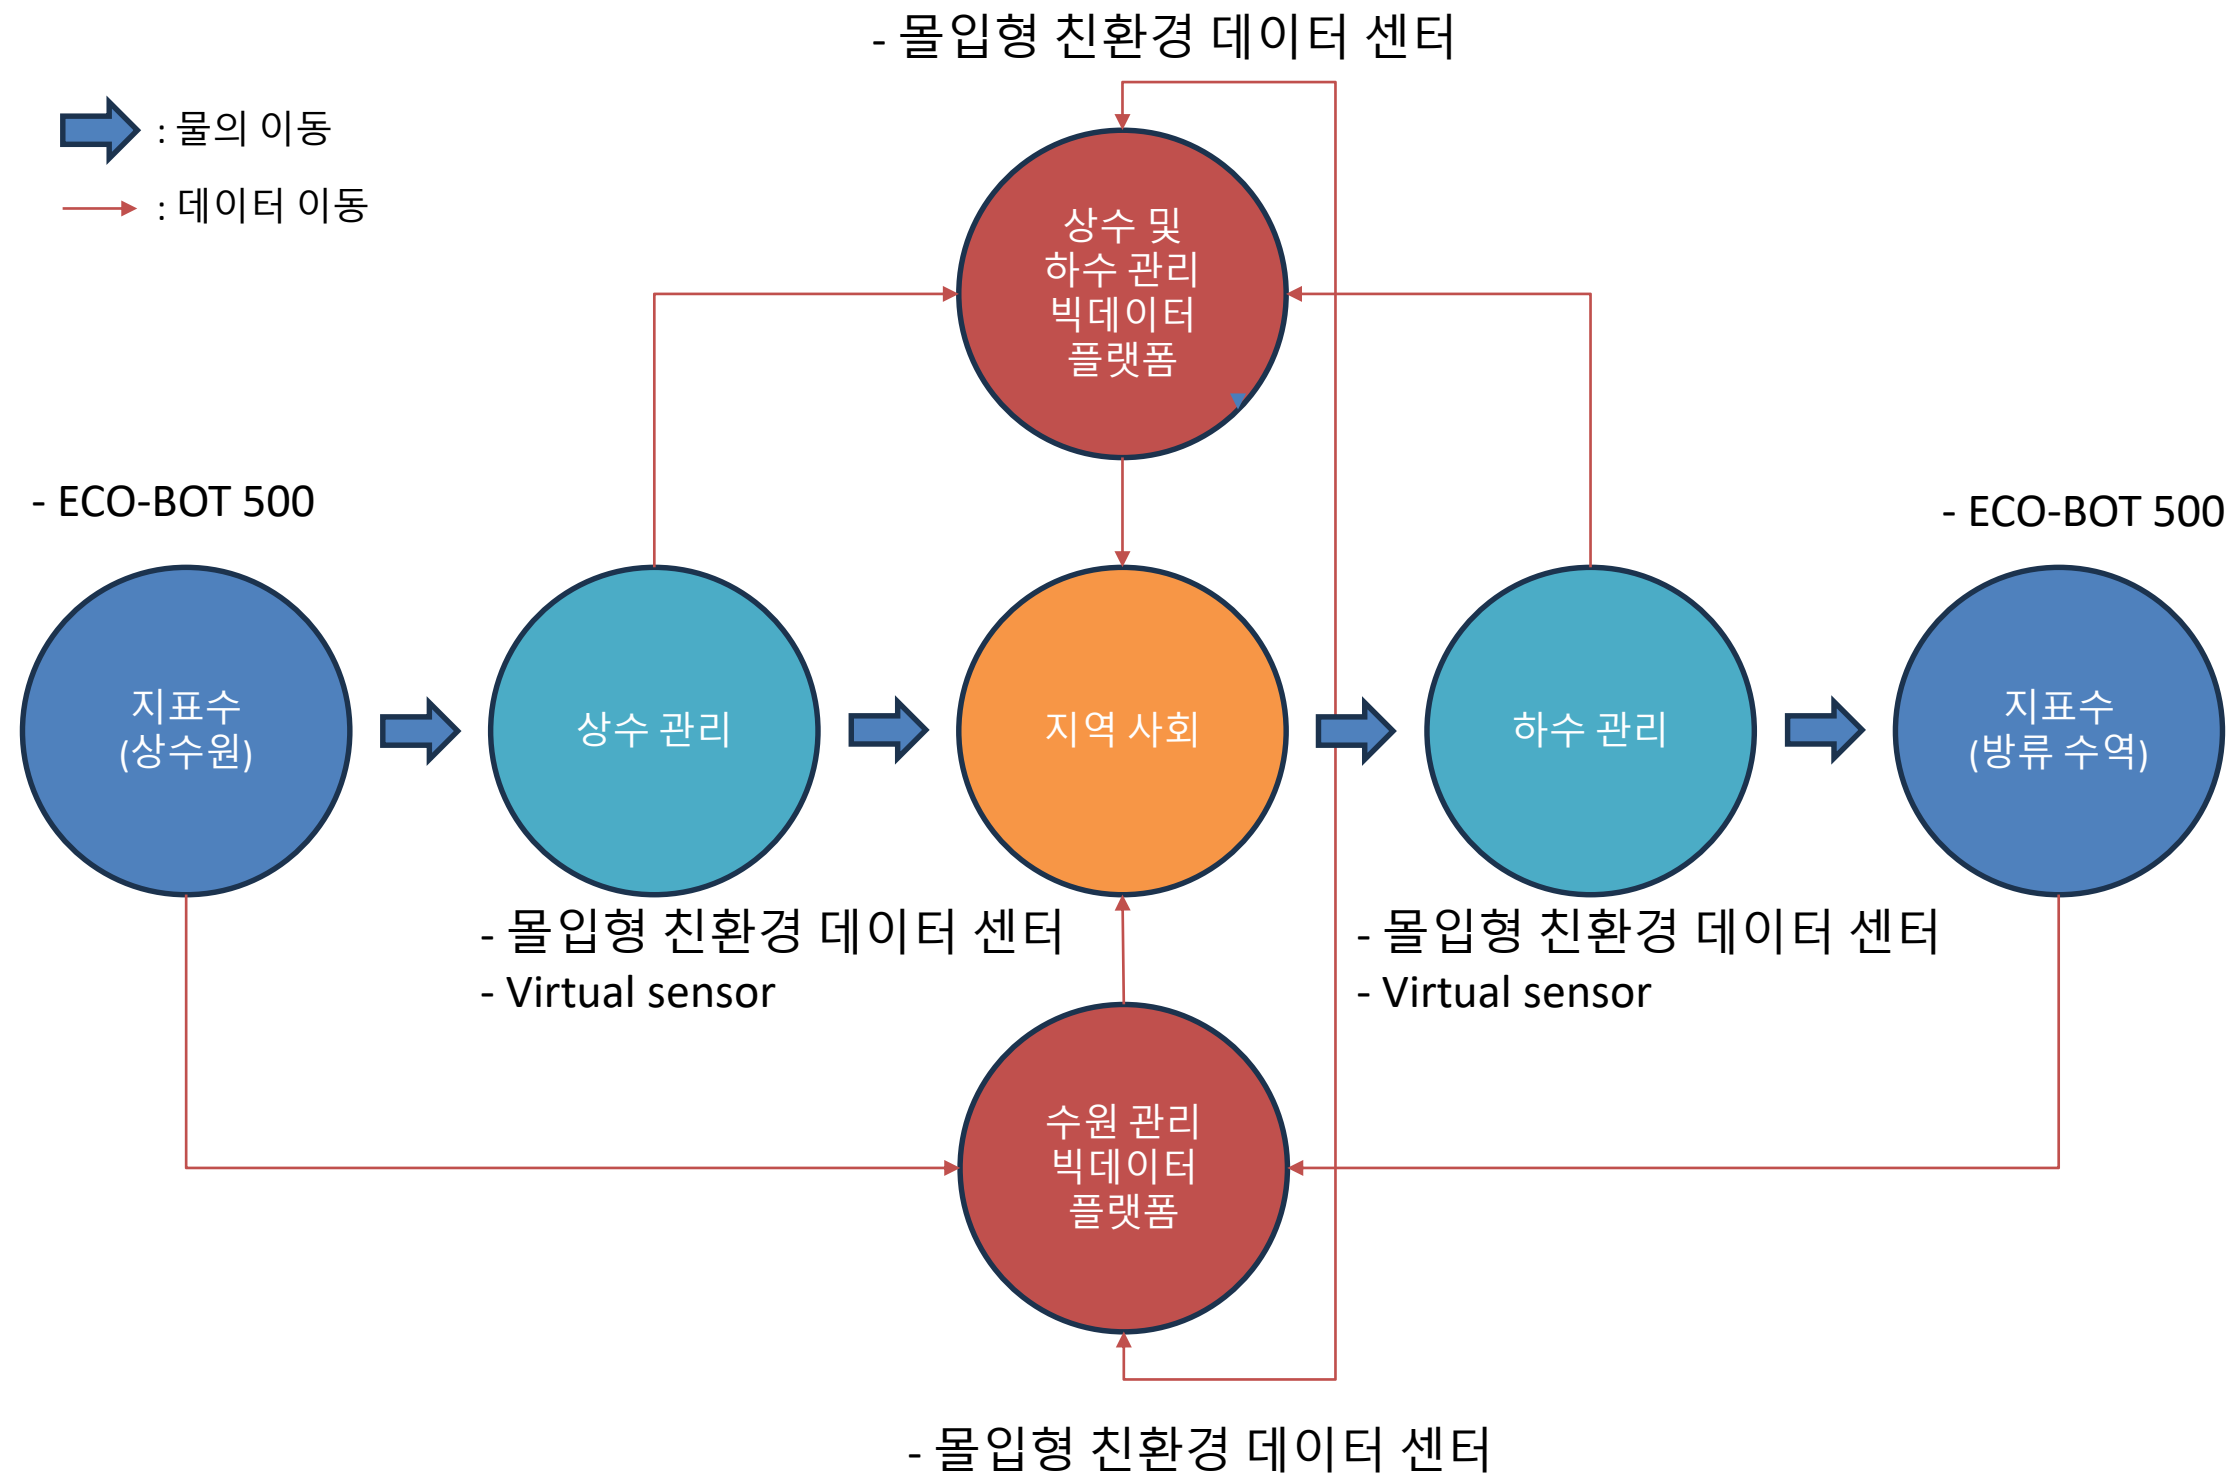 - 몰입형 친환경 데이터 센터
: 물의 이동
: 데이터 이동
상수 및
하수 관리
빅데이터
플랫폼
- ECO-BOT 500
- ECO-BOT 500
지표수
(상수원)
상수 관리
지역 사회
하수 관리
지표수
(방류 수역)
- 몰입형 친환경 데이터 센터
- Virtual sensor
- 몰입형 친환경 데이터 센터
- Virtual sensor
수원 관리
빅데이터
플랫폼
- 몰입형 친환경 데이터 센터